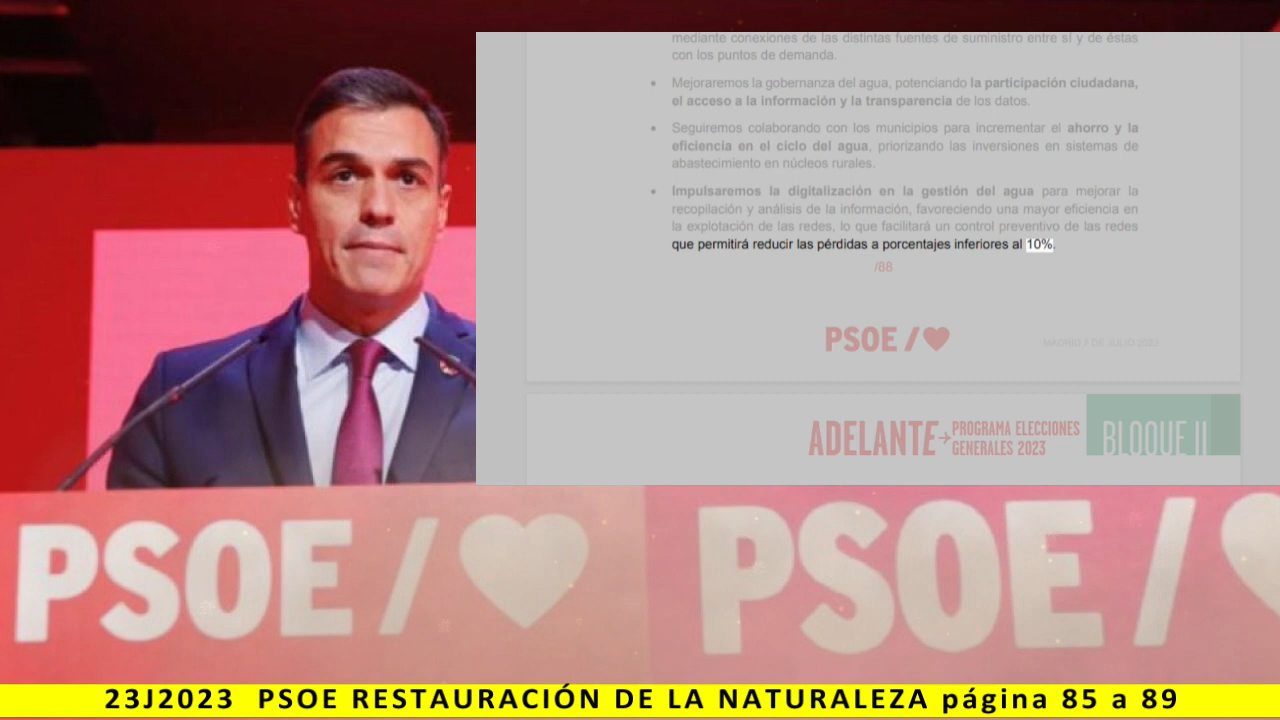 mediante conexiones de las distintas fuentes de suministro entre sí y de éstas
con los puntos de demanda.
• Mejoraremos la gobernanza del agua, potenciando la participación ciudadana,
el acceso a la información y la transparencia de los datos.
• Seguiremos colaborando con los municipios para incrementar el ahorro y la
eficiencia en el ciclo del agua, priorizando las inversiones en sistemas de
abastecimiento en núcleos rurales.
• Impulsaremos la digitalización en la gestión del agua para mejorar la
recopilación y análisis de la información, favoreciendo una mayor eficiencia en
la explotación de las redes, lo que facilitará un control preventivo de las redes
que permitirá reducir las pérdidas a porcentajes inferiores al 10%.
/88
PSOE /
MADRID 7 DE JULIO 2023
ADELANTE
PROGRAMA ELECCIONES
GENERALES 2023
BLOQUE II
PSOE /
PSOE /
23J2023 PSOE RESTAURACIÓN DE LA NATURALEZA página 85 a 89